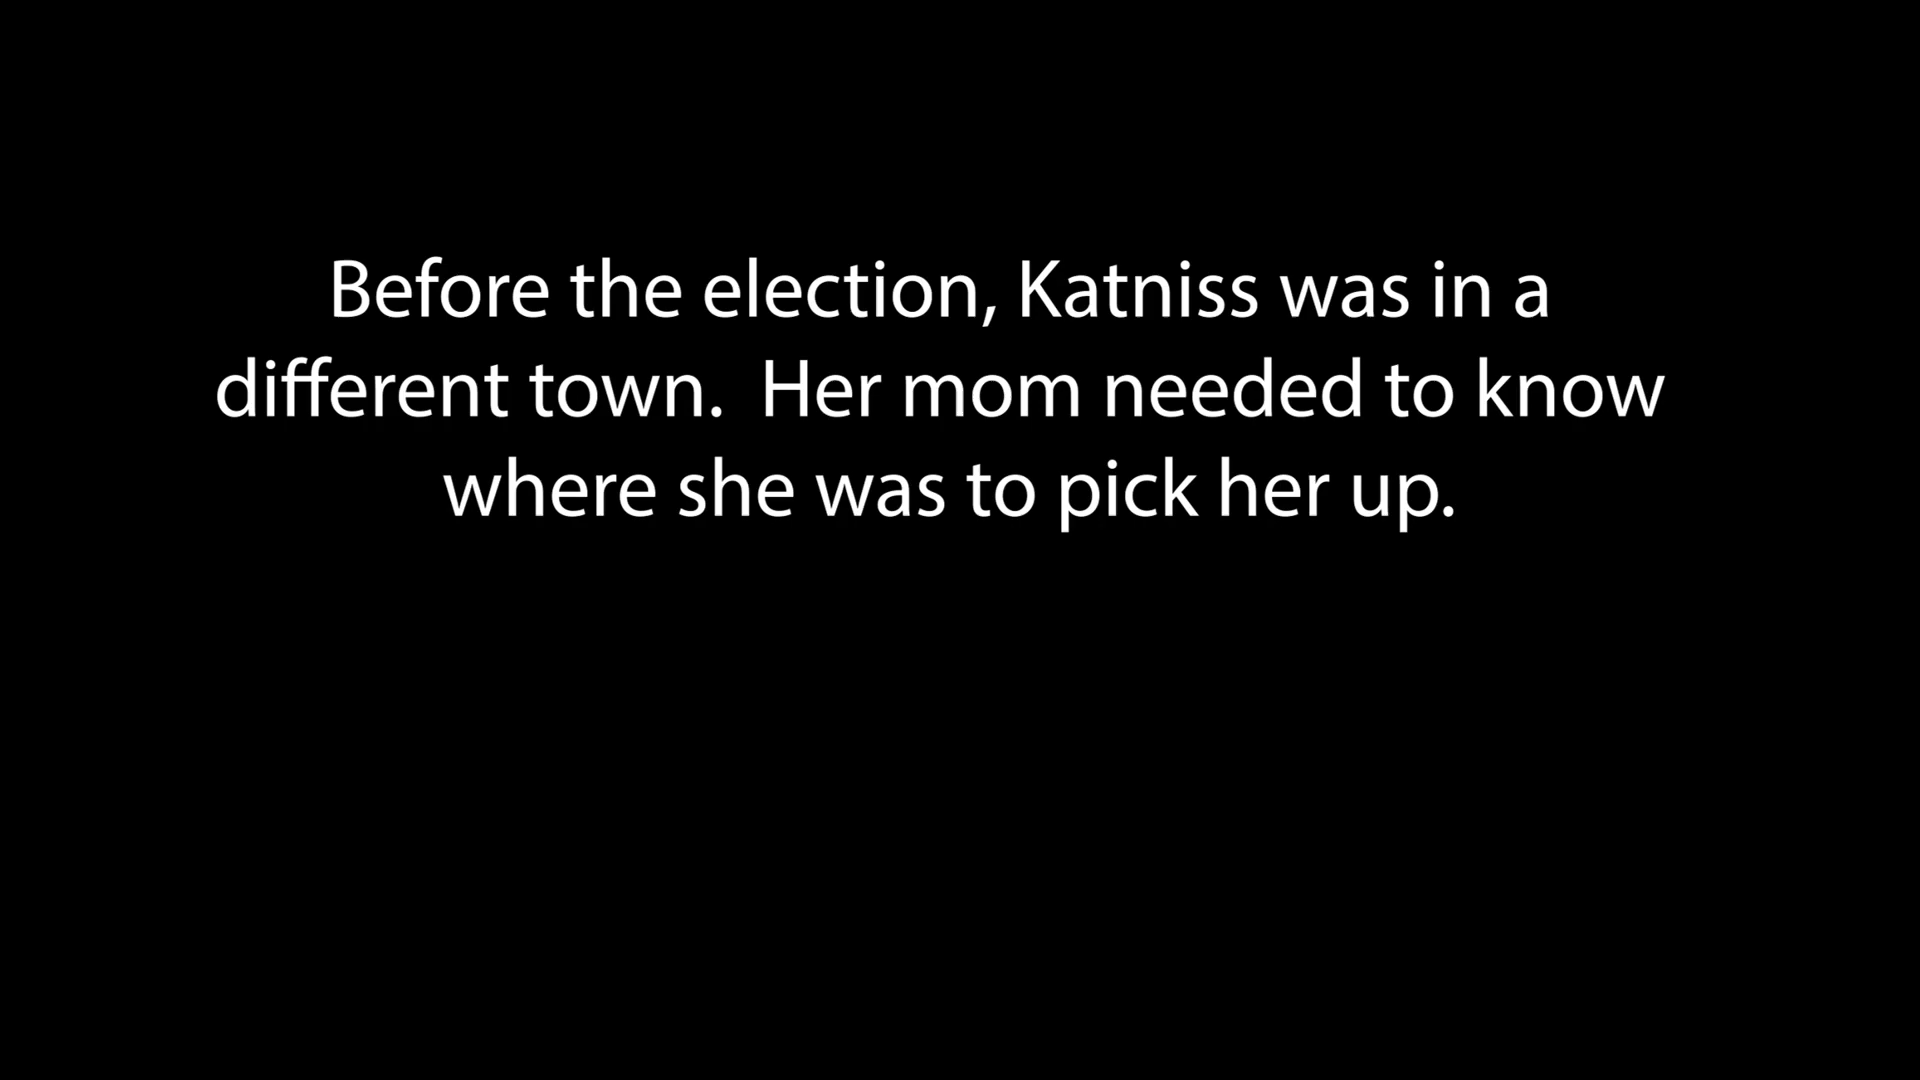 Before the election, Katniss was in a
different town.  Her mom needed to know
where she was to pick her up.